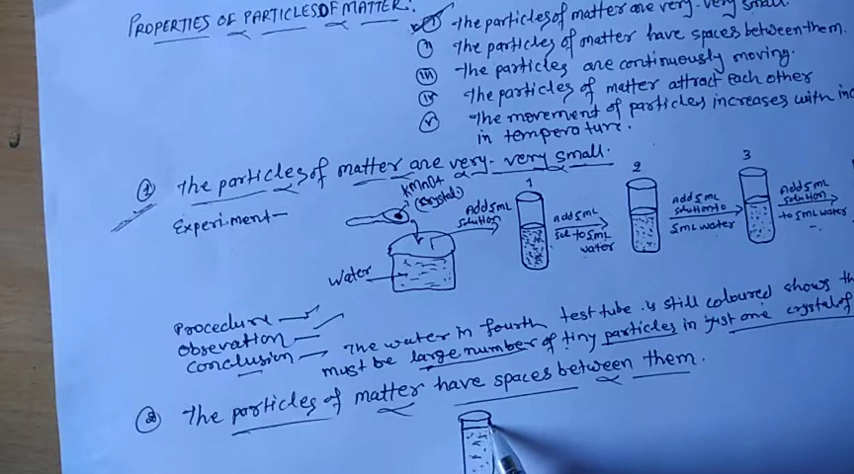 PROPERTIES OF PARTICLES OF MATTER:
(i) The particles of matter are very-very small
(ii) The particles of matter have spaces between them.
(iii) The particles are continuously moving.
(iv) The particles of matter attract each other
(v) The movement of particles increases with inc
in temperature.
(1) The particles of matter are very-very small.
Experiment-
KMnO4
(crystal)
Water
Add 5mL
solution
1
Add 5mL
sol to 5mL
water
2
Add 5mL
solution to
5mL water
3
Add 5mL
solution
to 5mL water
Procedure
Obsevation
Conclusion → The water in fourth test tube is still coloured shows th
must be large number of tiny particles in just one crystal of
(2) The particles of matter have spaces between them.